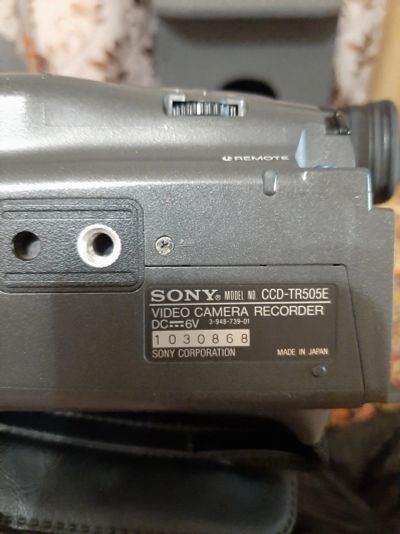 REMOTE
SONY® MODEL NO. CCD-TR505E
VIDEO CAMERA RECORDER
DC⎓6V 3-948-739-01
1030868
SONY CORPORATION MADE IN JAPAN